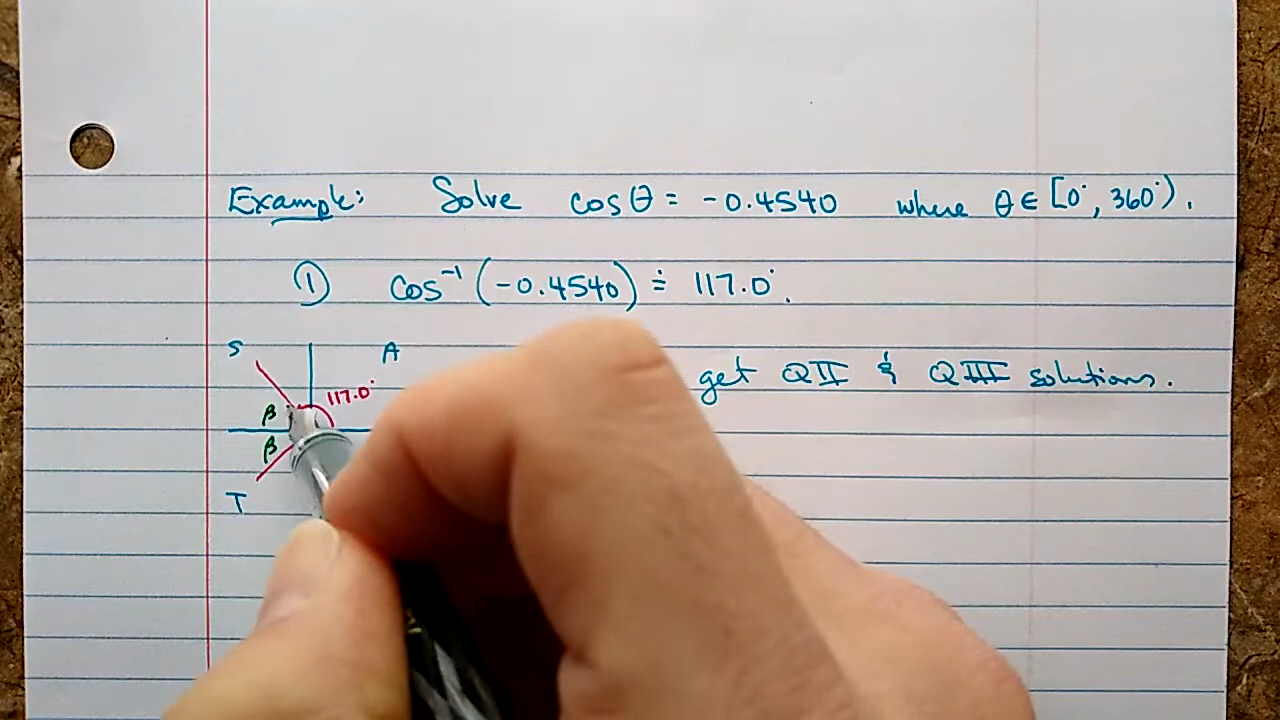 Example: Solve cosθ = -0.4540 where θ ∈ [0°, 360°).
① cos⁻¹(-0.4540) ≐ 117.0°.
S A
get QII & QIII solutions.
117.0°
β
β
T